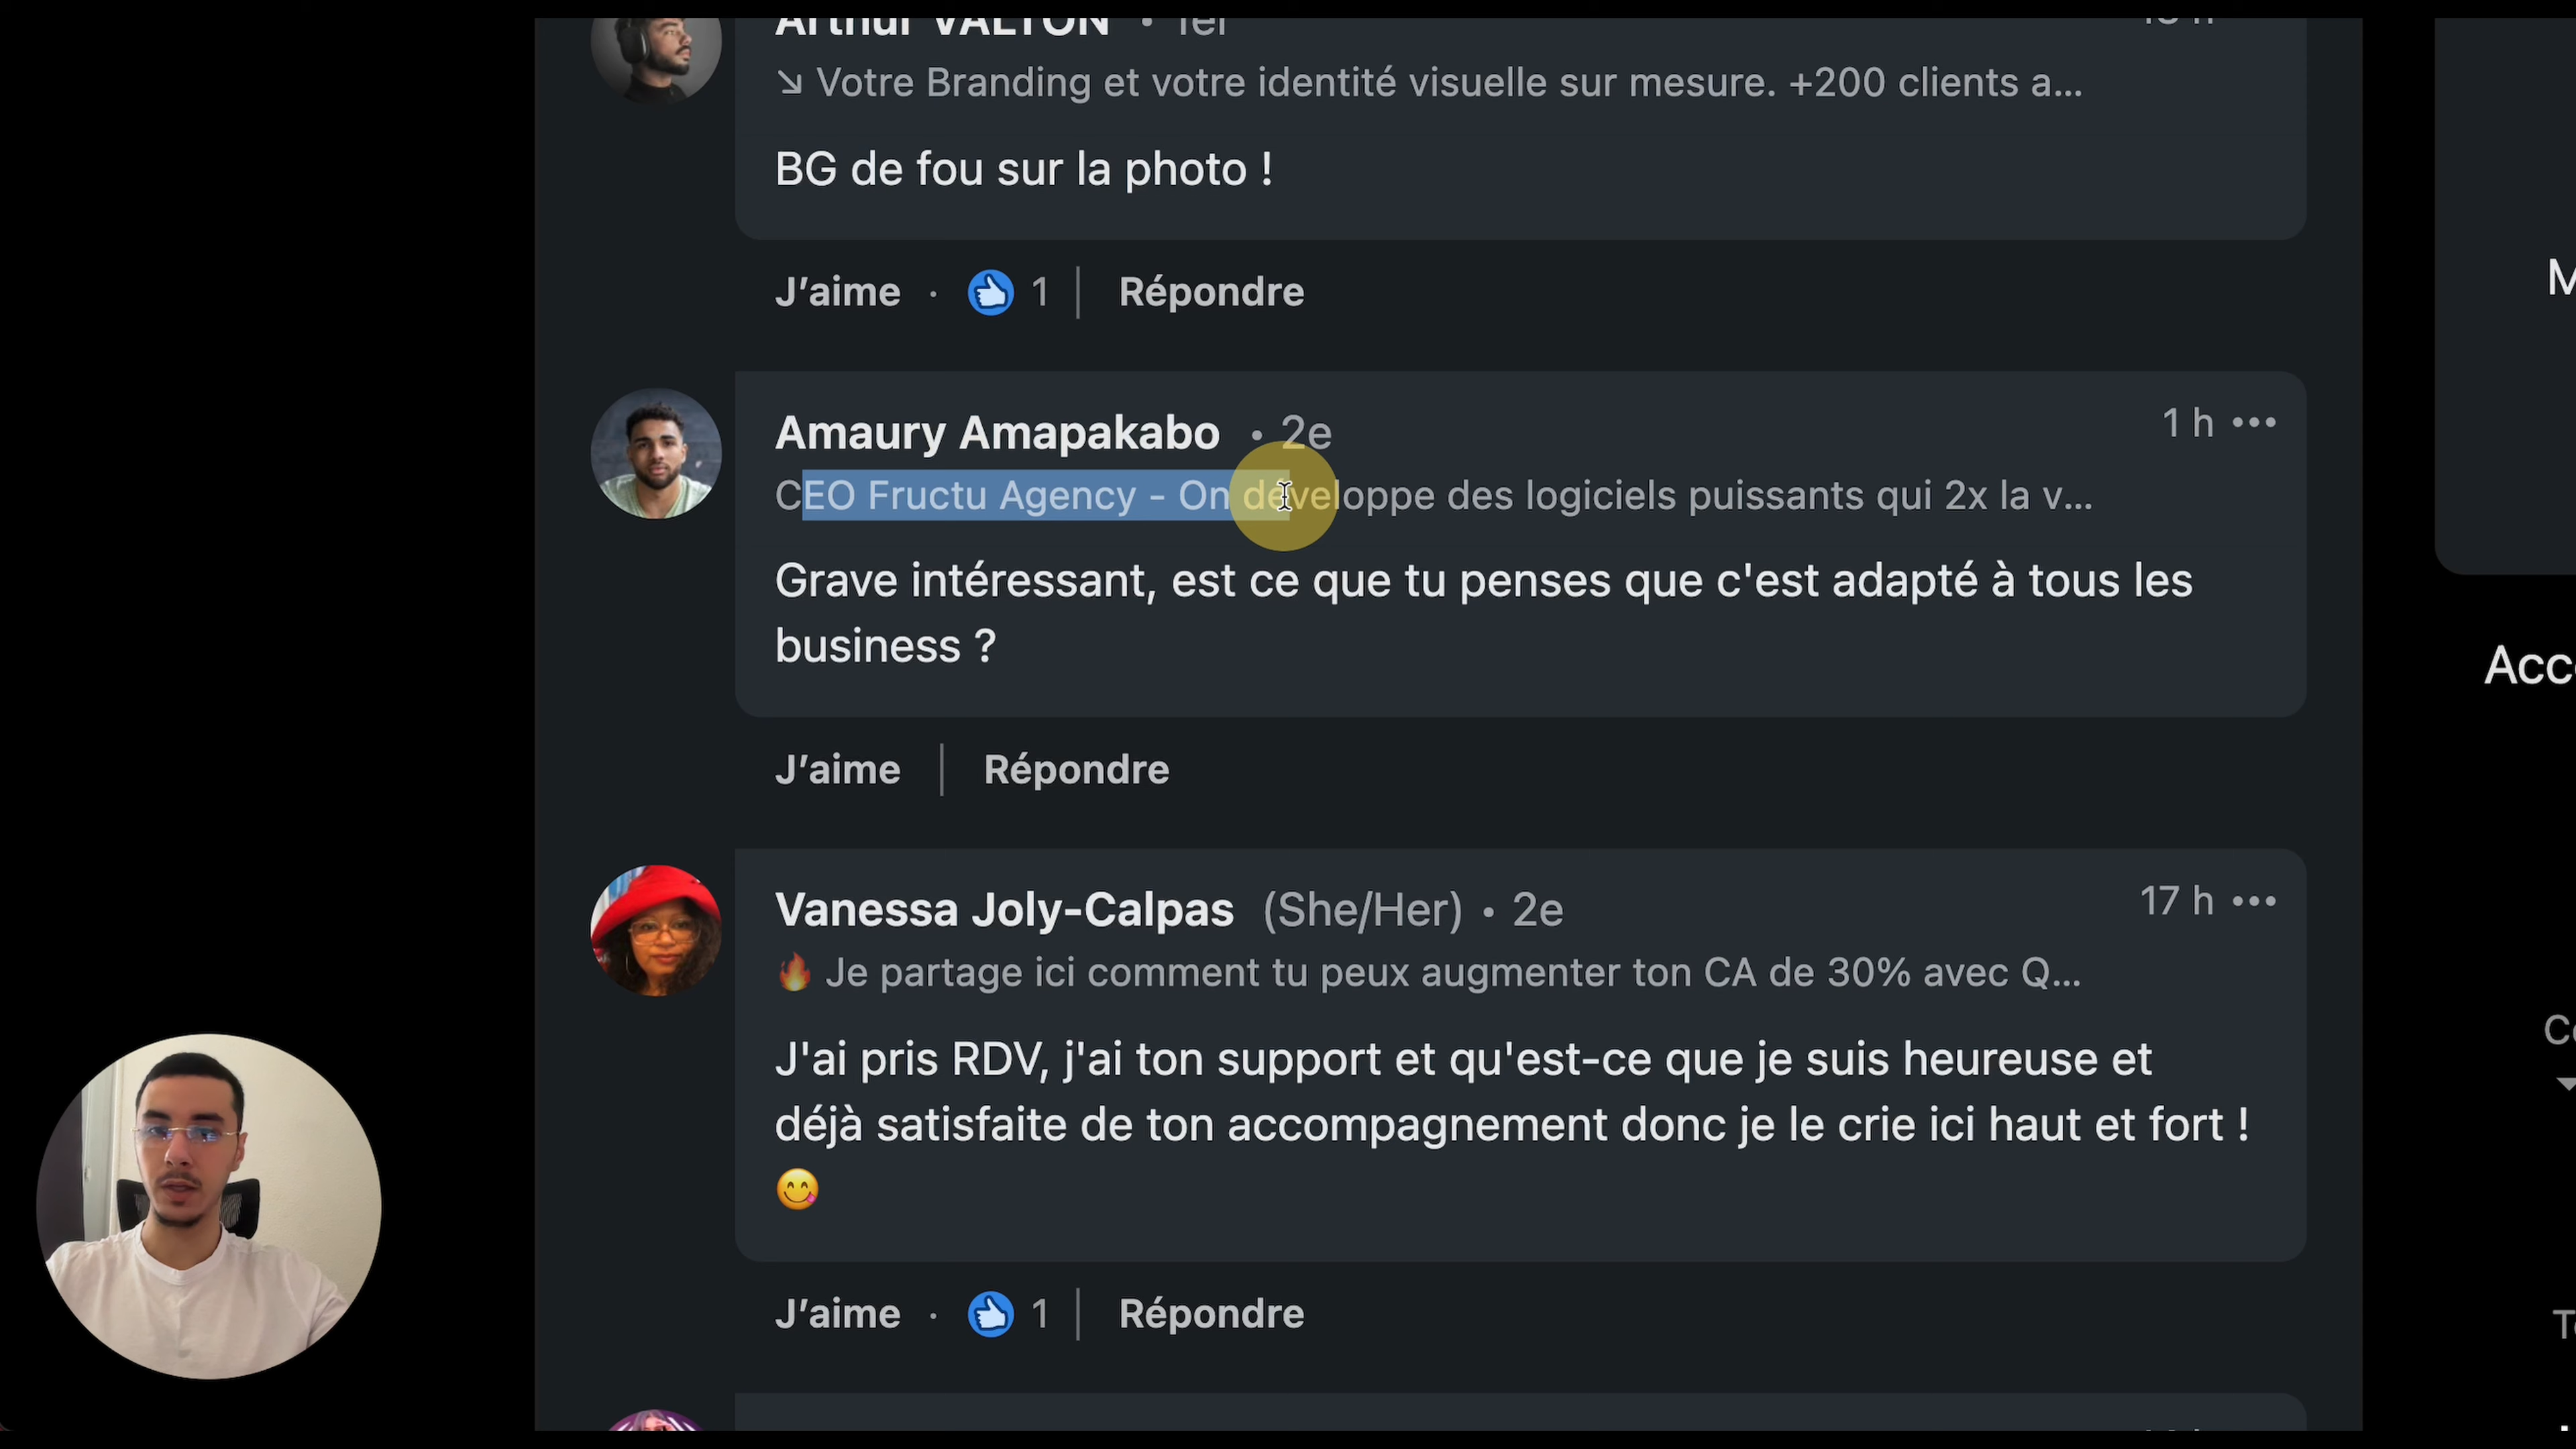 Arthur VALTON • 1er
↘ Votre Branding et votre identité visuelle sur mesure. +200 clients a...
BG de fou sur la photo !
J'aime · 1 | Répondre
Amaury Amapakabo • 2e
1 h •••
CEO Fructu Agency - On développe des logiciels puissants qui 2x la v...
Grave intéressant, est ce que tu penses que c'est adapté à tous les
business ?
J'aime | Répondre
Vanessa Joly-Calpas (She/Her) • 2e
17 h •••
🔥 Je partage ici comment tu peux augmenter ton CA de 30% avec Q...
J'ai pris RDV, j'ai ton support et qu'est-ce que je suis heureuse et
déjà satisfaite de ton accompagnement donc je le crie ici haut et fort !
😋
J'aime · 1 | Répondre
M
Acc